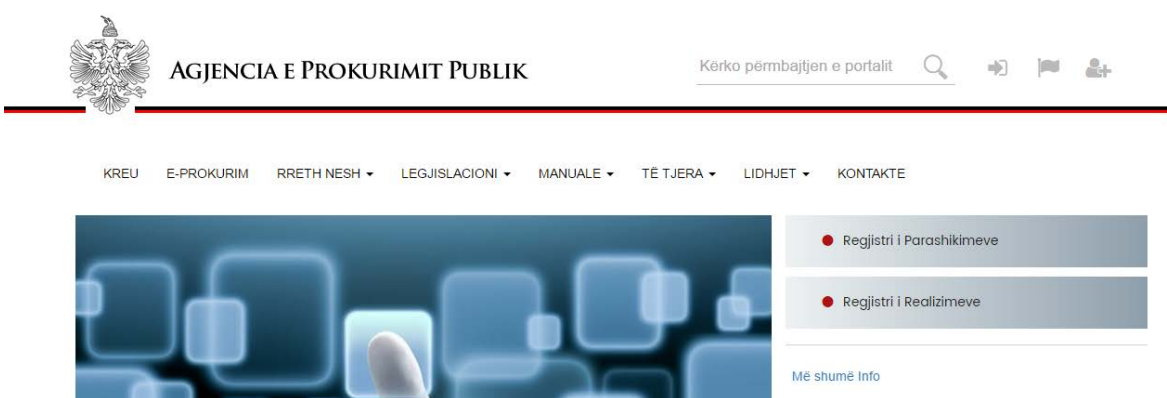 AGJENCIA E PROKURIMIT PUBLIK
Kërko përmbajtjen e portalit
KREU E-PROKURIM RRETH NESH LEGJISLACIONI MANUALE TË TJERA LIDHJET KONTAKTE
Regjistri i Parashikimeve
Regjistri i Realizimeve
Më shumë Info